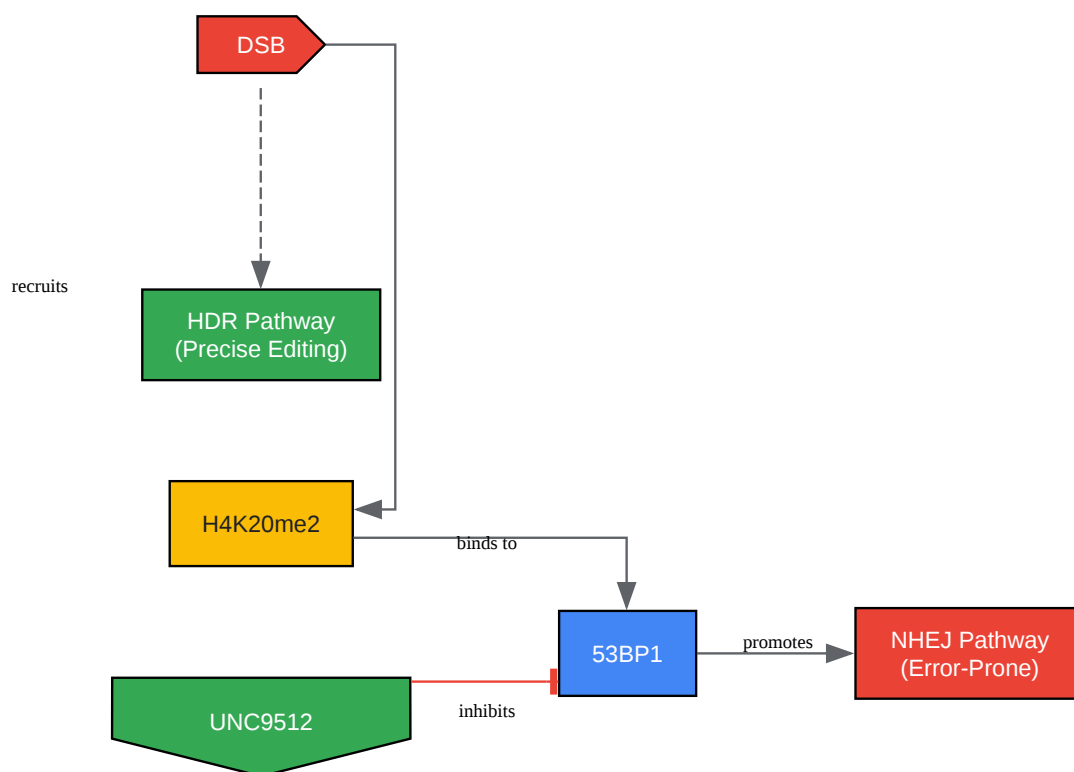 DSB
recruits
HDR Pathway
(Precise Editing)
H4K20me2
binds to
53BP1
promotes
NHEJ Pathway
(Error-Prone)
inhibits
UNC9512